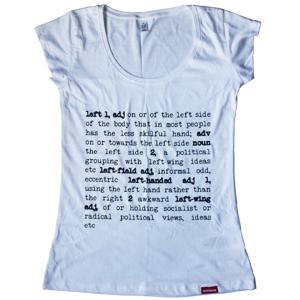 left 1, adj on or of the left side
of the body that in most people
has the less skilful hand; adv
on or towards the left side noun
the left side 2, a political
grouping with left-wing ideas
etc left-field adj informal odd,
eccentric left-handed adj 1,
using the left hand rather than
the right 2 awkward left-wing
adj of or holding socialist or
radical political views, ideas
etc